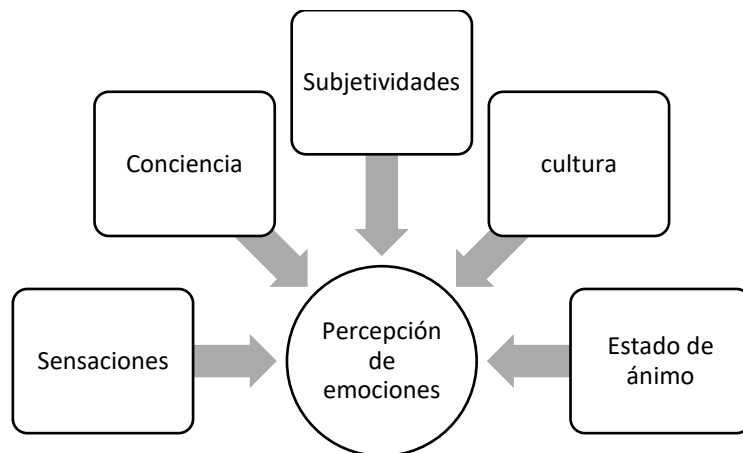 Subjetividades
Conciencia
cultura
Sensaciones
Percepción
de
emociones
Estado de
ánimo